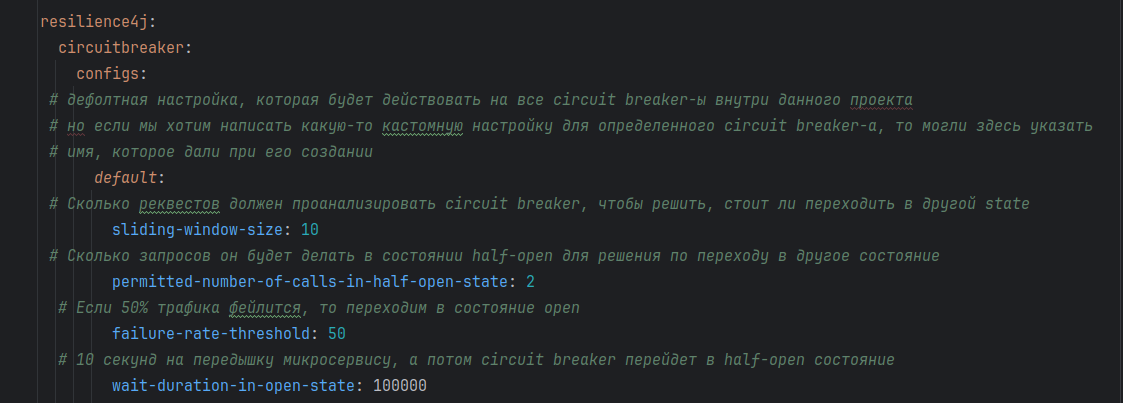 resilience4j:
circuitbreaker:
configs:
# дефолтная настройка, которая будет действовать на все circuit breaker-ы внутри данного проекта
# но если мы хотим написать какую-то кастомную настройку для определенного circuit breaker-а, то могли здесь указать
# имя, которое дали при его создании
default:
# Сколько реквестов должен проанализировать circuit breaker, чтобы решить, стоит ли переходить в другой state
sliding-window-size: 10
# Сколько запросов он будет делать в состоянии half-open для решения по переходу в другое состояние
permitted-number-of-calls-in-half-open-state: 2
# Если 50% трафика фейлится, то переходим в состояние open
failure-rate-threshold: 50
# 10 секунд на передышку микросервису, а потом circuit breaker перейдет в half-open состояние
wait-duration-in-open-state: 100000